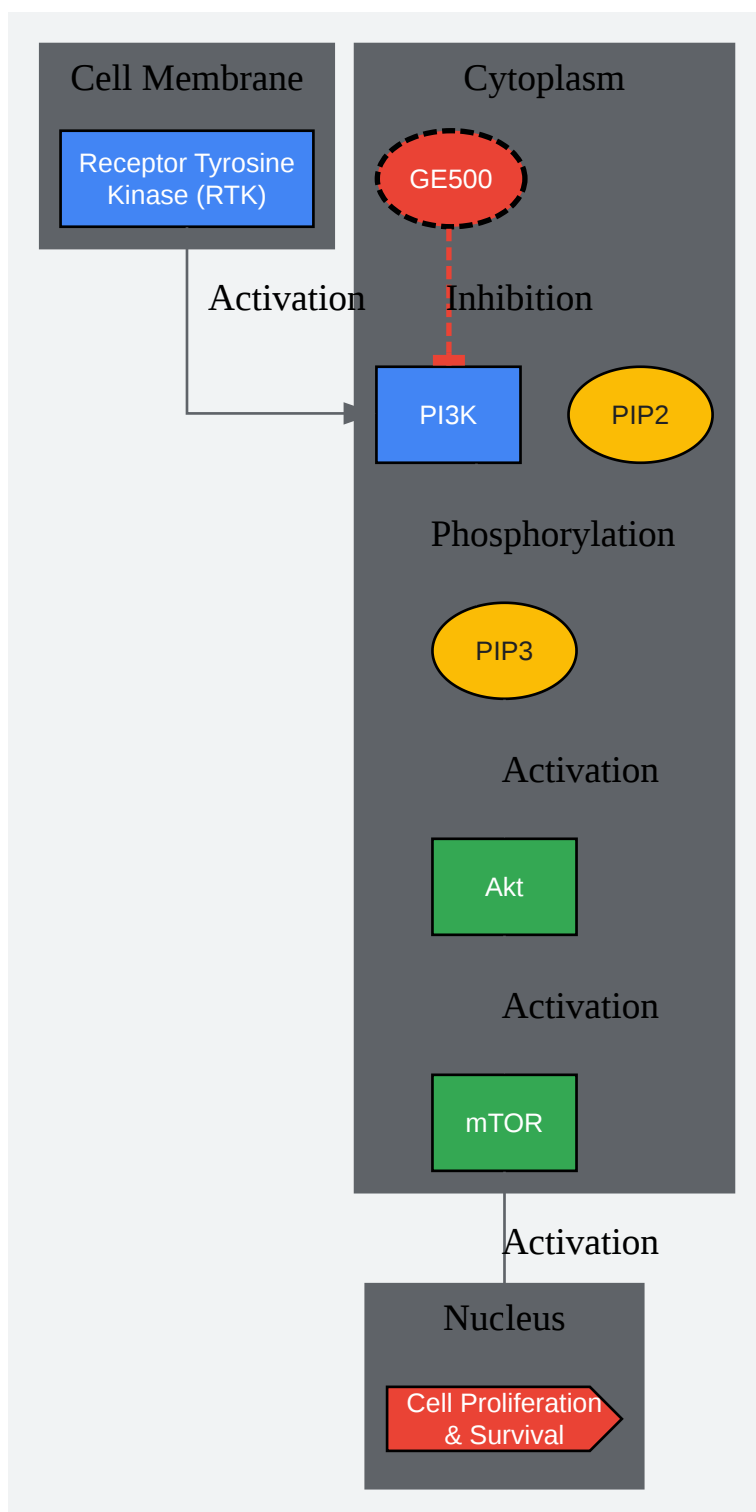 Cell Membrane
Receptor Tyrosine
Kinase (RTK)
Cytoplasm
GE500
Activation
Inhibition
PI3K
PIP2
Phosphorylation
PIP3
Activation
Akt
Activation
mTOR
Activation
Nucleus
Cell Proliferation
& Survival